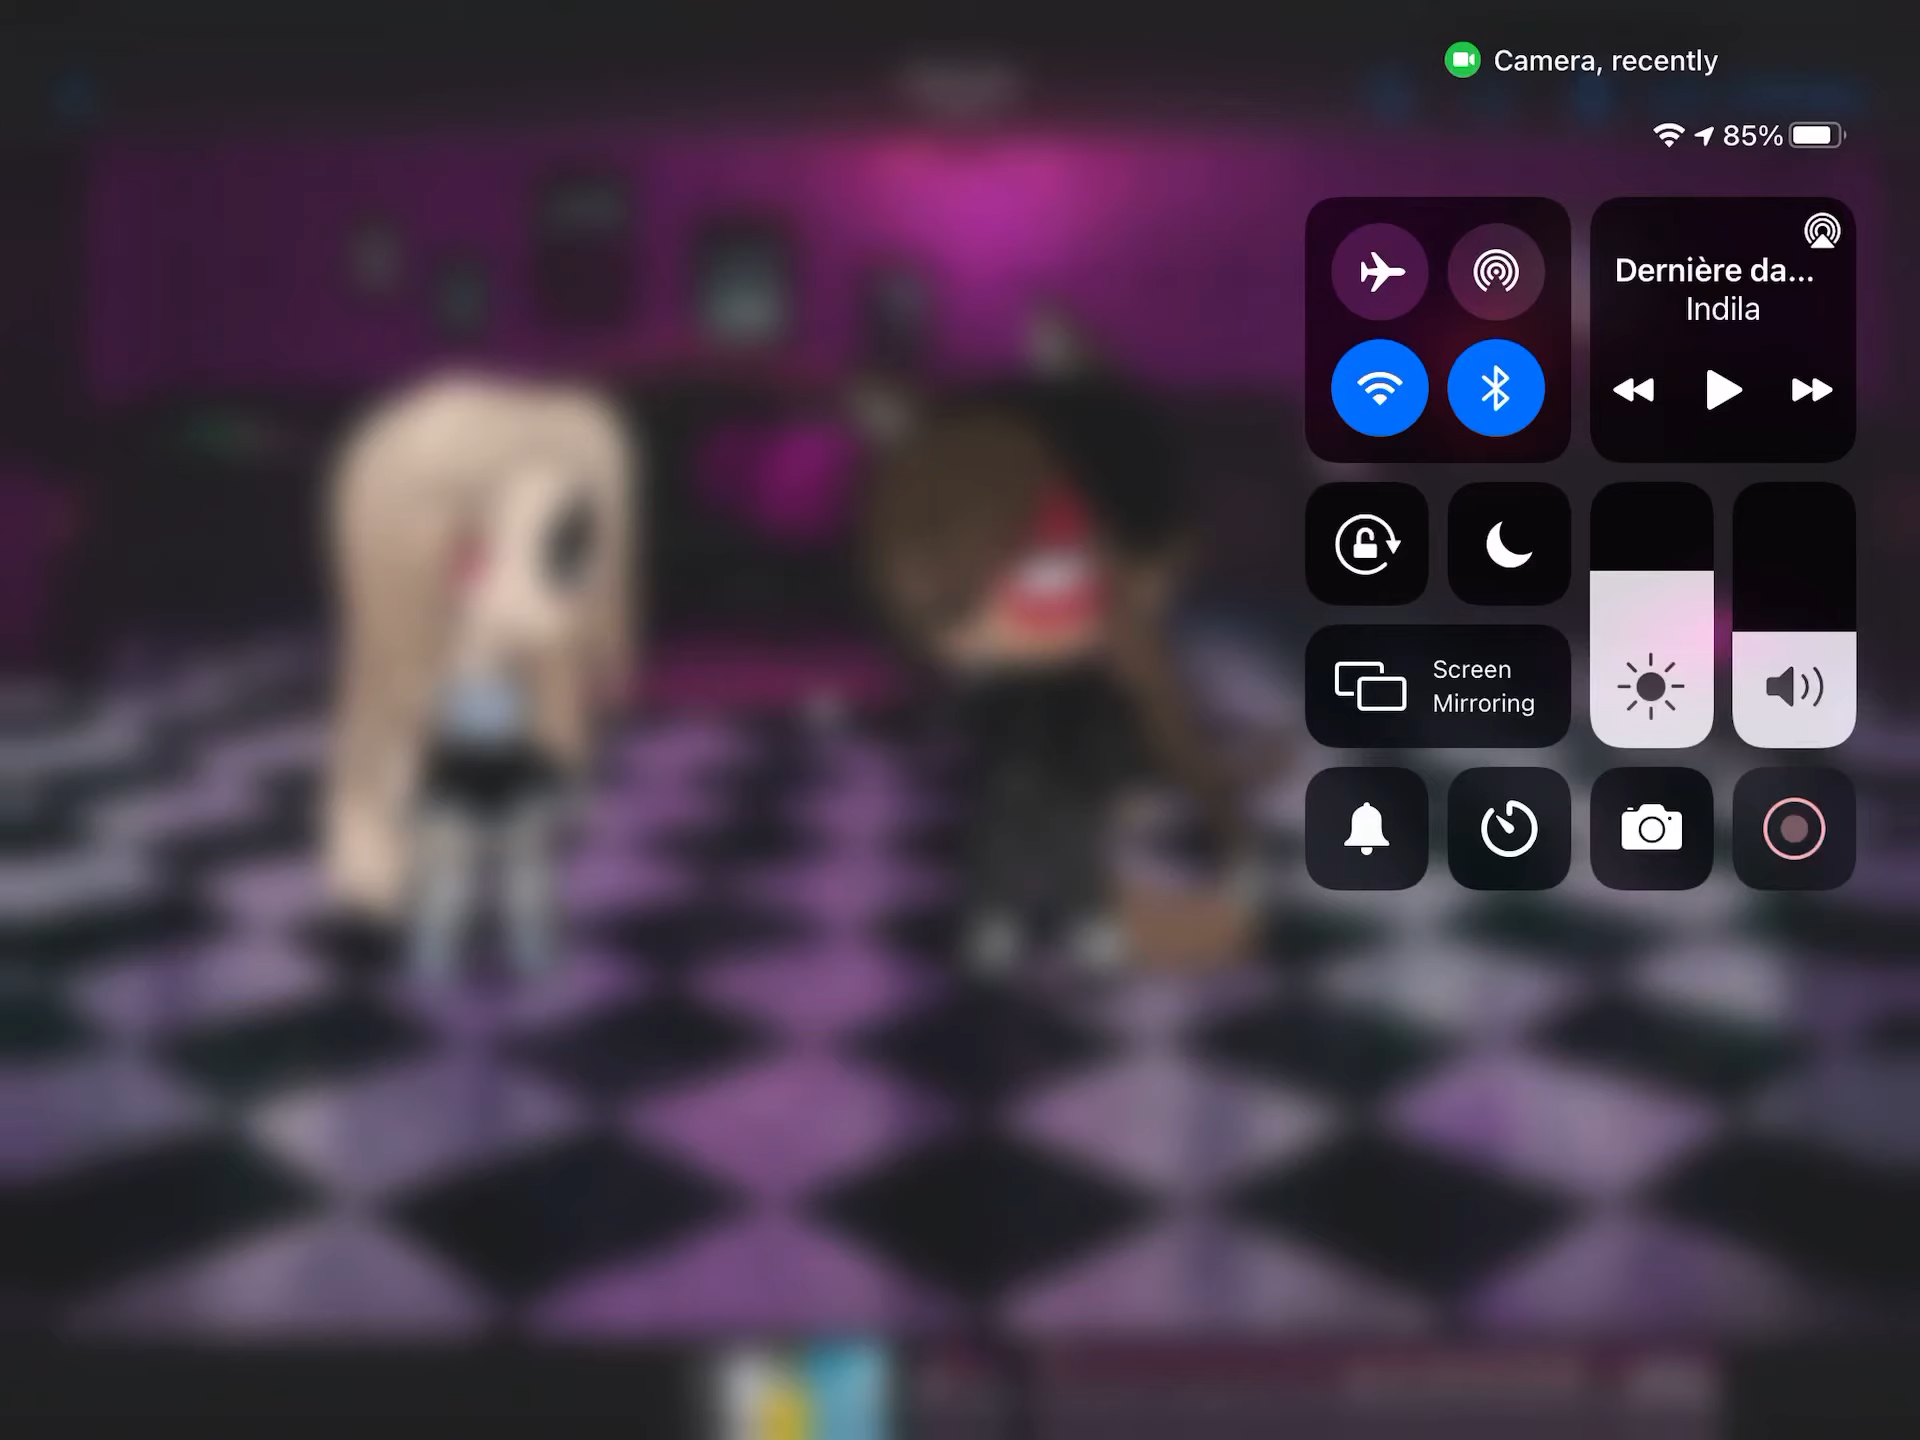 Camera, recently
85%
Dernière da...
Indila
Screen
Mirroring